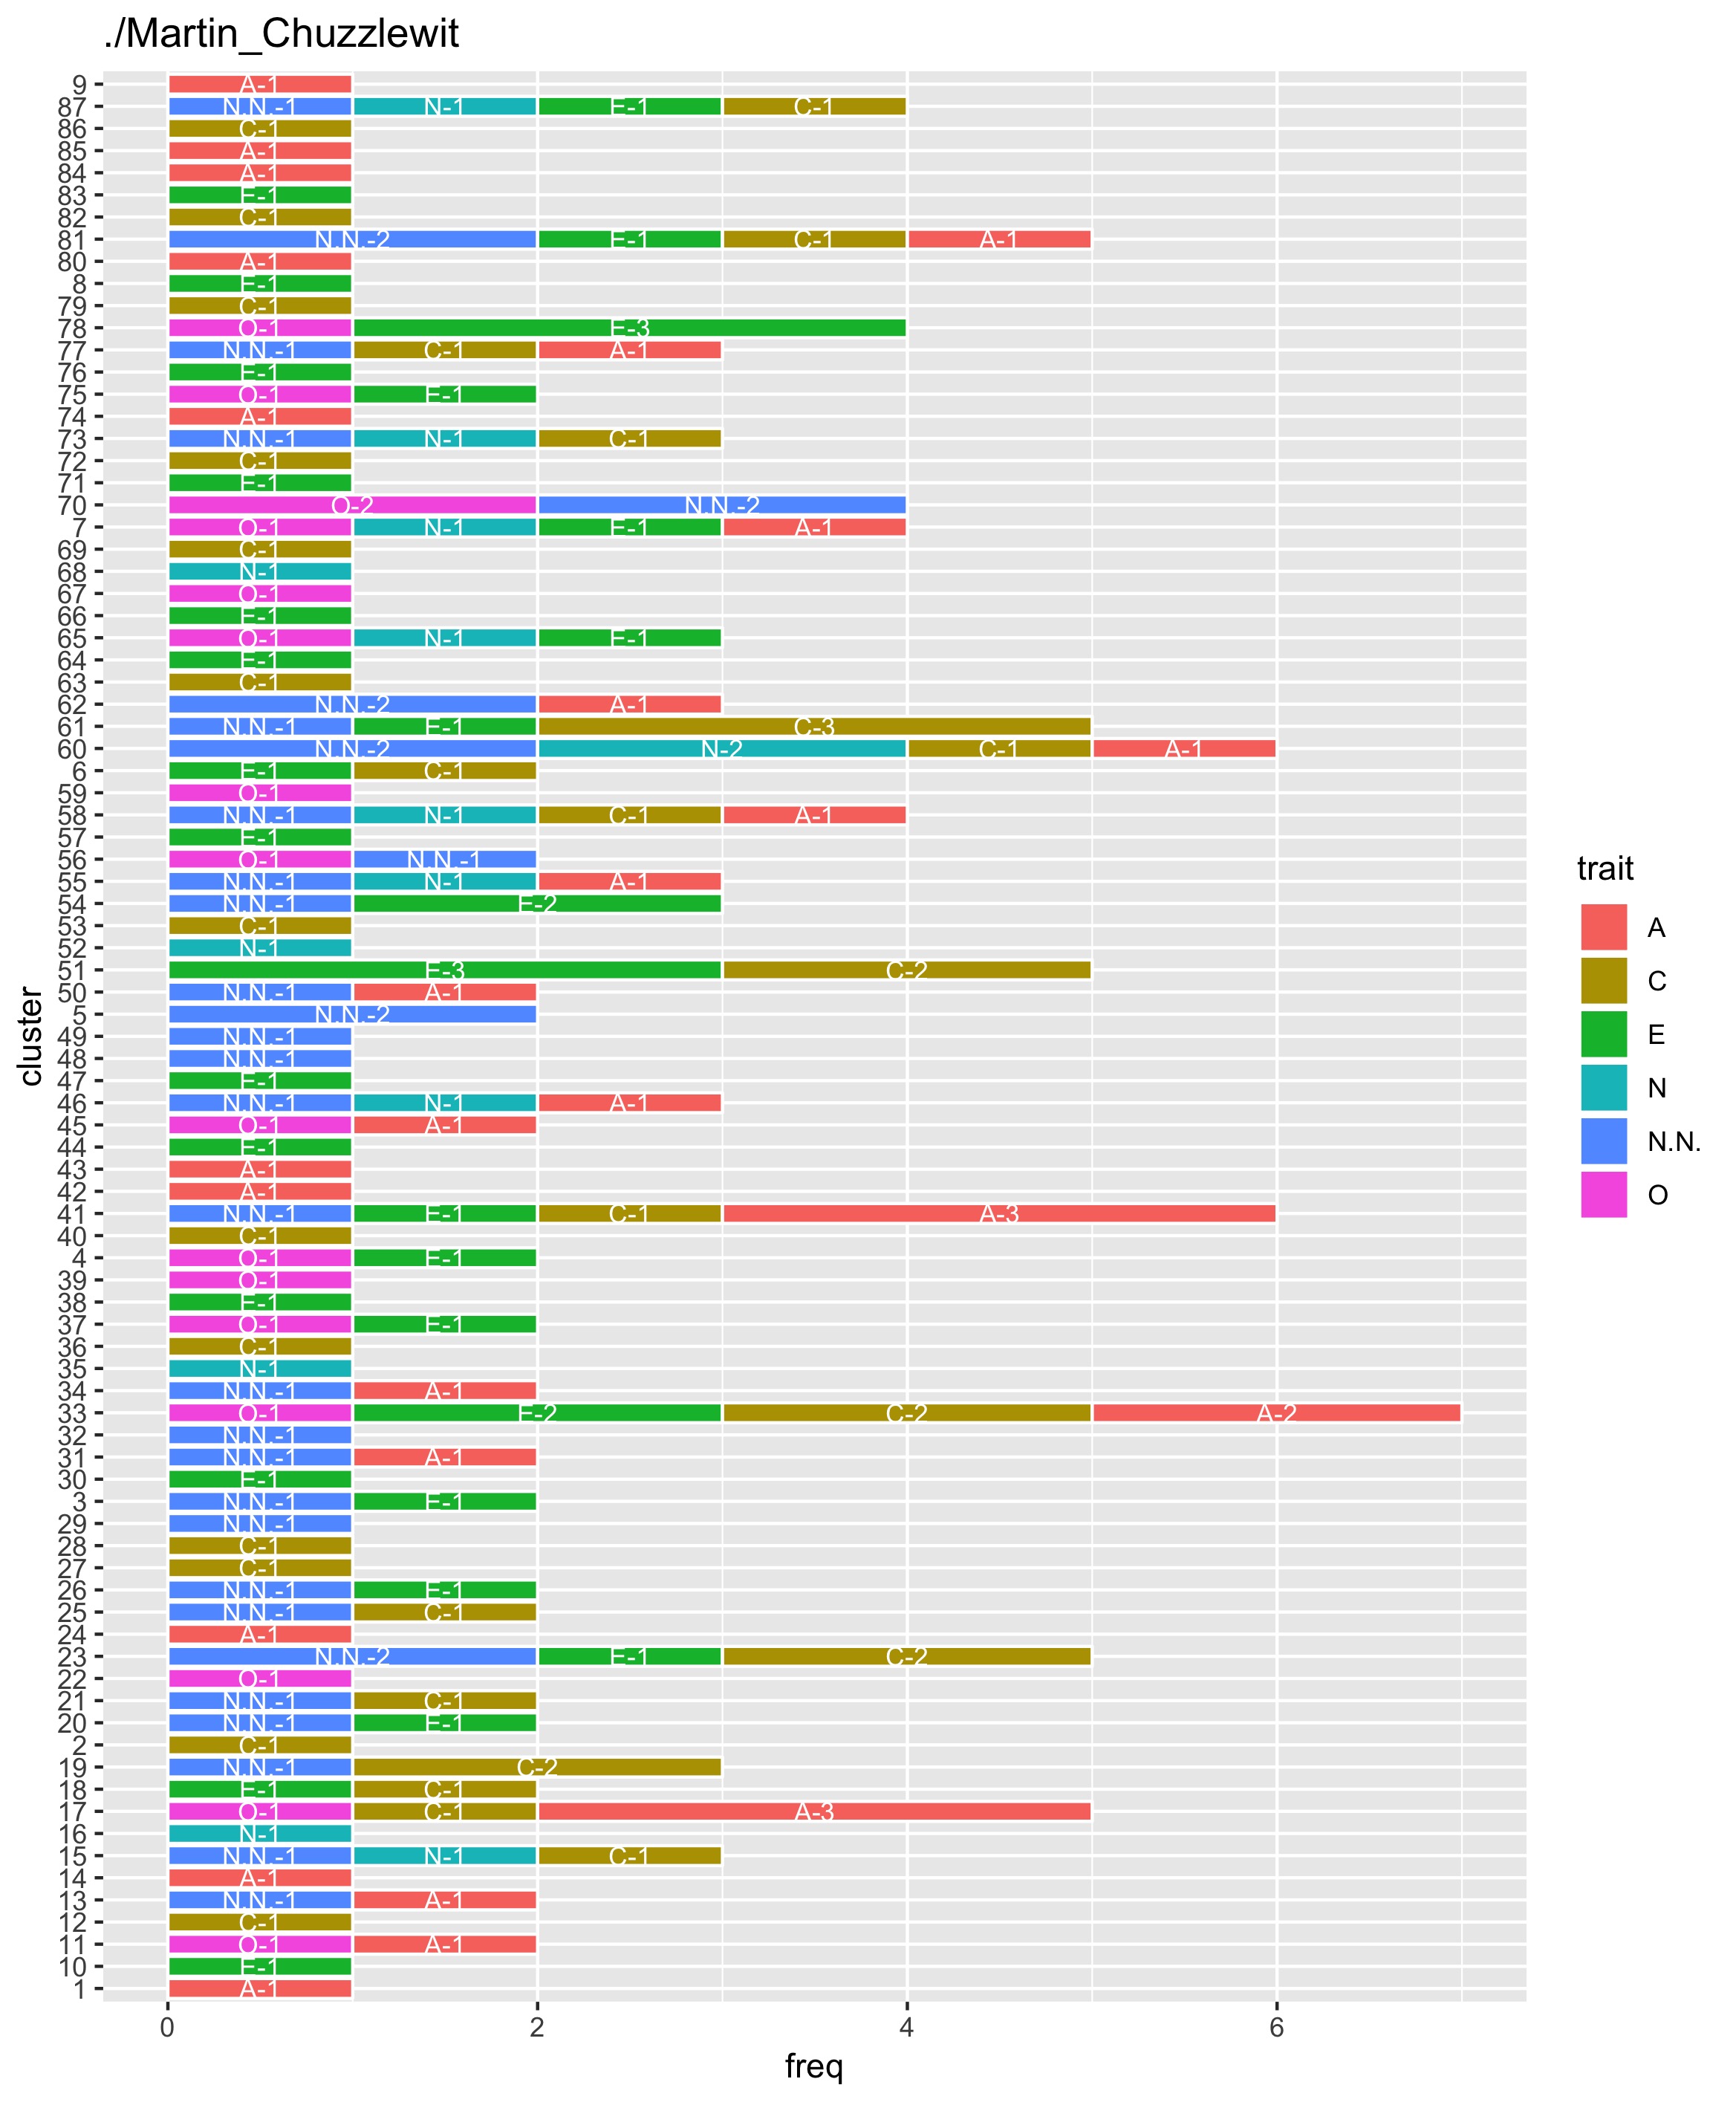 ./Martin_Chuzzlewit
9 A-1
87 N.N.-1 N-1 E-1 C-1
86 C-1
85 A-1
84 A-1
83 E-1
82 C-1
81 N.N.-2 E-1 C-1 A-1
80 A-1
8 E-1
79 C-1
78 O-1 E-3
77 N.N.-1 C-1 A-1
76 E-1
75 O-1 E-1
74 A-1
73 N.N.-1 N-1 C-1
72 C-1
71 E-1
70 O-2 N.N.-2
7 O-1 N-1 E-1 A-1
69 C-1
68 N-1
67 O-1
66 E-1
65 O-1 N-1 E-1
64 E-1
63 C-1
62 N.N.-2 A-1
61 N.N.-1 E-1 C-3
60 N.N.-2 N-2 C-1 A-1
6 E-1 C-1
59 O-1
58 N.N.-1 N-1 C-1 A-1
57 E-1
56 O-1 N.N.-1
55 N.N.-1 N-1 A-1
54 N.N.-1 E-2
53 C-1
52 N-1
51 E-3 C-2
50 N.N.-1 A-1
5 N.N.-2
49 N.N.-1
48 N.N.-1
47 E-1
46 N.N.-1 N-1 A-1
45 O-1 A-1
44 E-1
43 A-1
42 A-1
41 N.N.-1 E-1 C-1 A-3
40 C-1
4 O-1 E-1
39 O-1
38 E-1
37 O-1 E-1
36 C-1
35 N-1
34 N.N.-1 A-1
33 O-1 E-2 C-2 A-2
32 N.N.-1
31 N.N.-1 A-1
30 E-1
3 N.N.-1 E-1
29 N.N.-1
28 C-1
27 C-1
26 N.N.-1 E-1
25 N.N.-1 C-1
24 A-1
23 N.N.-2 E-1 C-2
22 O-1
21 N.N.-1 C-1
20 N.N.-1 E-1
2 C-1
19 N.N.-1 C-2
18 E-1 C-1
17 O-1 C-1 A-3
16 N-1
15 N.N.-1 N-1 C-1
14 A-1
13 N.N.-1 A-1
12 C-1
11 O-1 A-1
10 E-1
1 A-1
0 2 4 6
freq
cluster
trait
A
C
E
N
N.N.
O